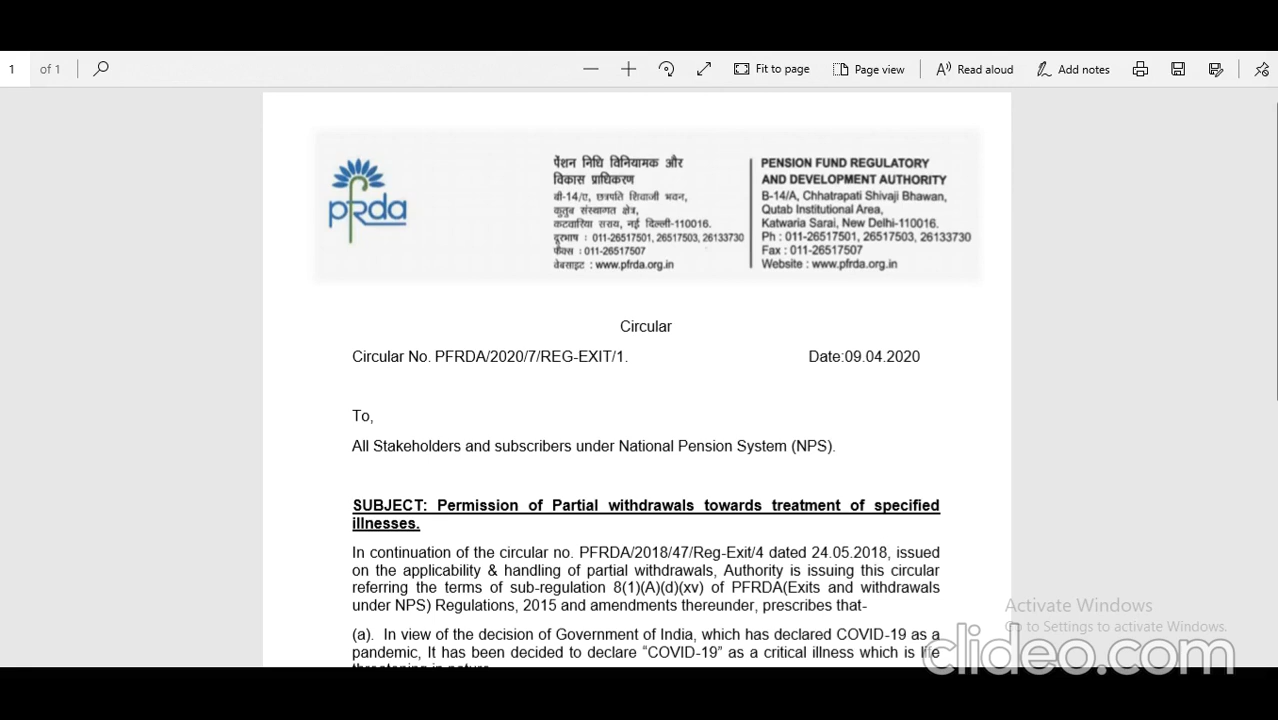 1 of 1 Fit to page Page view Read aloud Add notes
pfrda
पेंशन निधि विनियामक और
विकास प्राधिकरण
बी-14/ए, छत्रपति शिवाजी भवन,
कुतुब संस्थागत क्षेत्र,
कटवारिया सराय, नई दिल्ली-110016.
दूरभाष : 011-26517501, 26517503, 26133730
फैक्स : 011-26517507
वेबसाइट : www.pfrda.org.in
PENSION FUND REGULATORY
AND DEVELOPMENT AUTHORITY
B-14/A, Chhatrapati Shivaji Bhawan,
Qutab Institutional Area,
Katwaria Sarai, New Delhi-110016.
Ph : 011-26517501, 26517503, 26133730
Fax : 011-26517507
Website : www.pfrda.org.in
Circular
Circular No. PFRDA/2020/7/REG-EXIT/1. Date:09.04.2020
To,
All Stakeholders and subscribers under National Pension System (NPS).
SUBJECT: Permission of Partial withdrawals towards treatment of specified
illnesses.
In continuation of the circular no. PFRDA/2018/47/Reg-Exit/4 dated 24.05.2018, issued
on the applicability & handling of partial withdrawals, Authority is issuing this circular
referring the terms of sub-regulation 8(1)(A)(d)(xv) of PFRDA(Exits and withdrawals
under NPS) Regulations, 2015 and amendments thereunder, prescribes that-
(a). In view of the decision of Government of India, which has declared COVID-19 as a
pandemic, It has been decided to declare “COVID-19” as a critical illness which is life
threatening in nature
Activate Windows
Go to Settings to activate Windows.
clideo.com